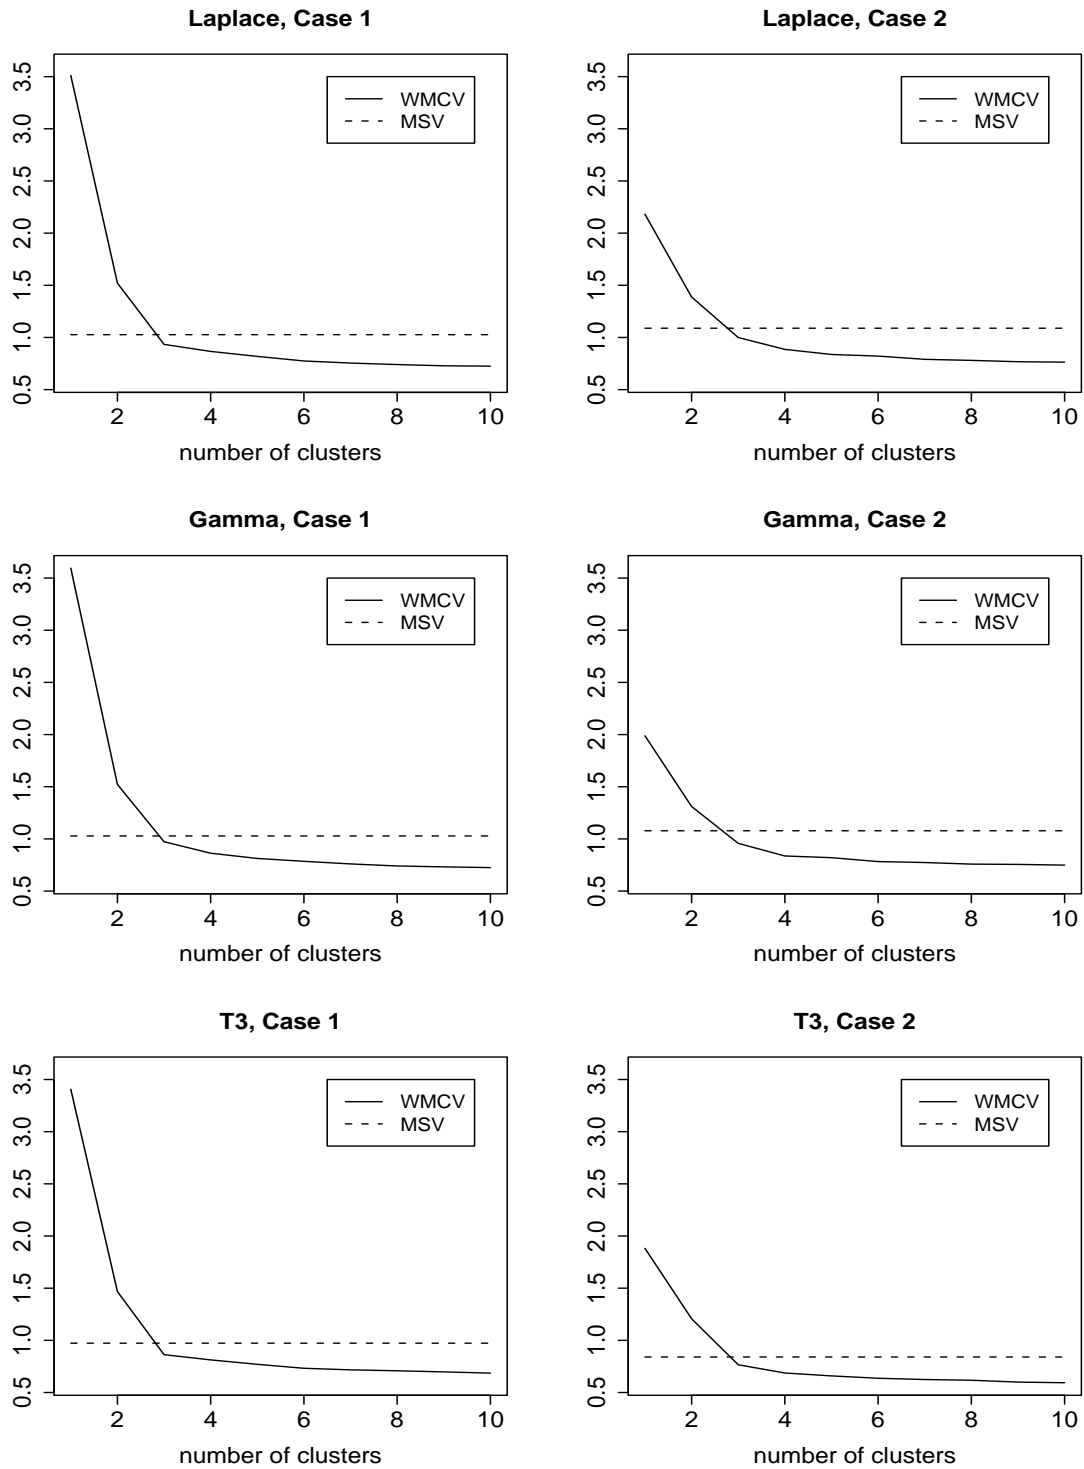 Laplace, Case 1
3.5
3.0
2.5
2.0
1.5
1.0
0.5
WMCV
MSV
2 4 6 8 10
number of clusters
Laplace, Case 2
3.5
3.0
2.5
2.0
1.5
1.0
0.5
WMCV
MSV
2 4 6 8 10
number of clusters
Gamma, Case 1
3.5
3.0
2.5
2.0
1.5
1.0
0.5
WMCV
MSV
2 4 6 8 10
number of clusters
Gamma, Case 2
3.5
3.0
2.5
2.0
1.5
1.0
0.5
WMCV
MSV
2 4 6 8 10
number of clusters
T3, Case 1
3.5
3.0
2.5
2.0
1.5
1.0
0.5
WMCV
MSV
2 4 6 8 10
number of clusters
T3, Case 2
3.5
3.0
2.5
2.0
1.5
1.0
0.5
WMCV
MSV
2 4 6 8 10
number of clusters